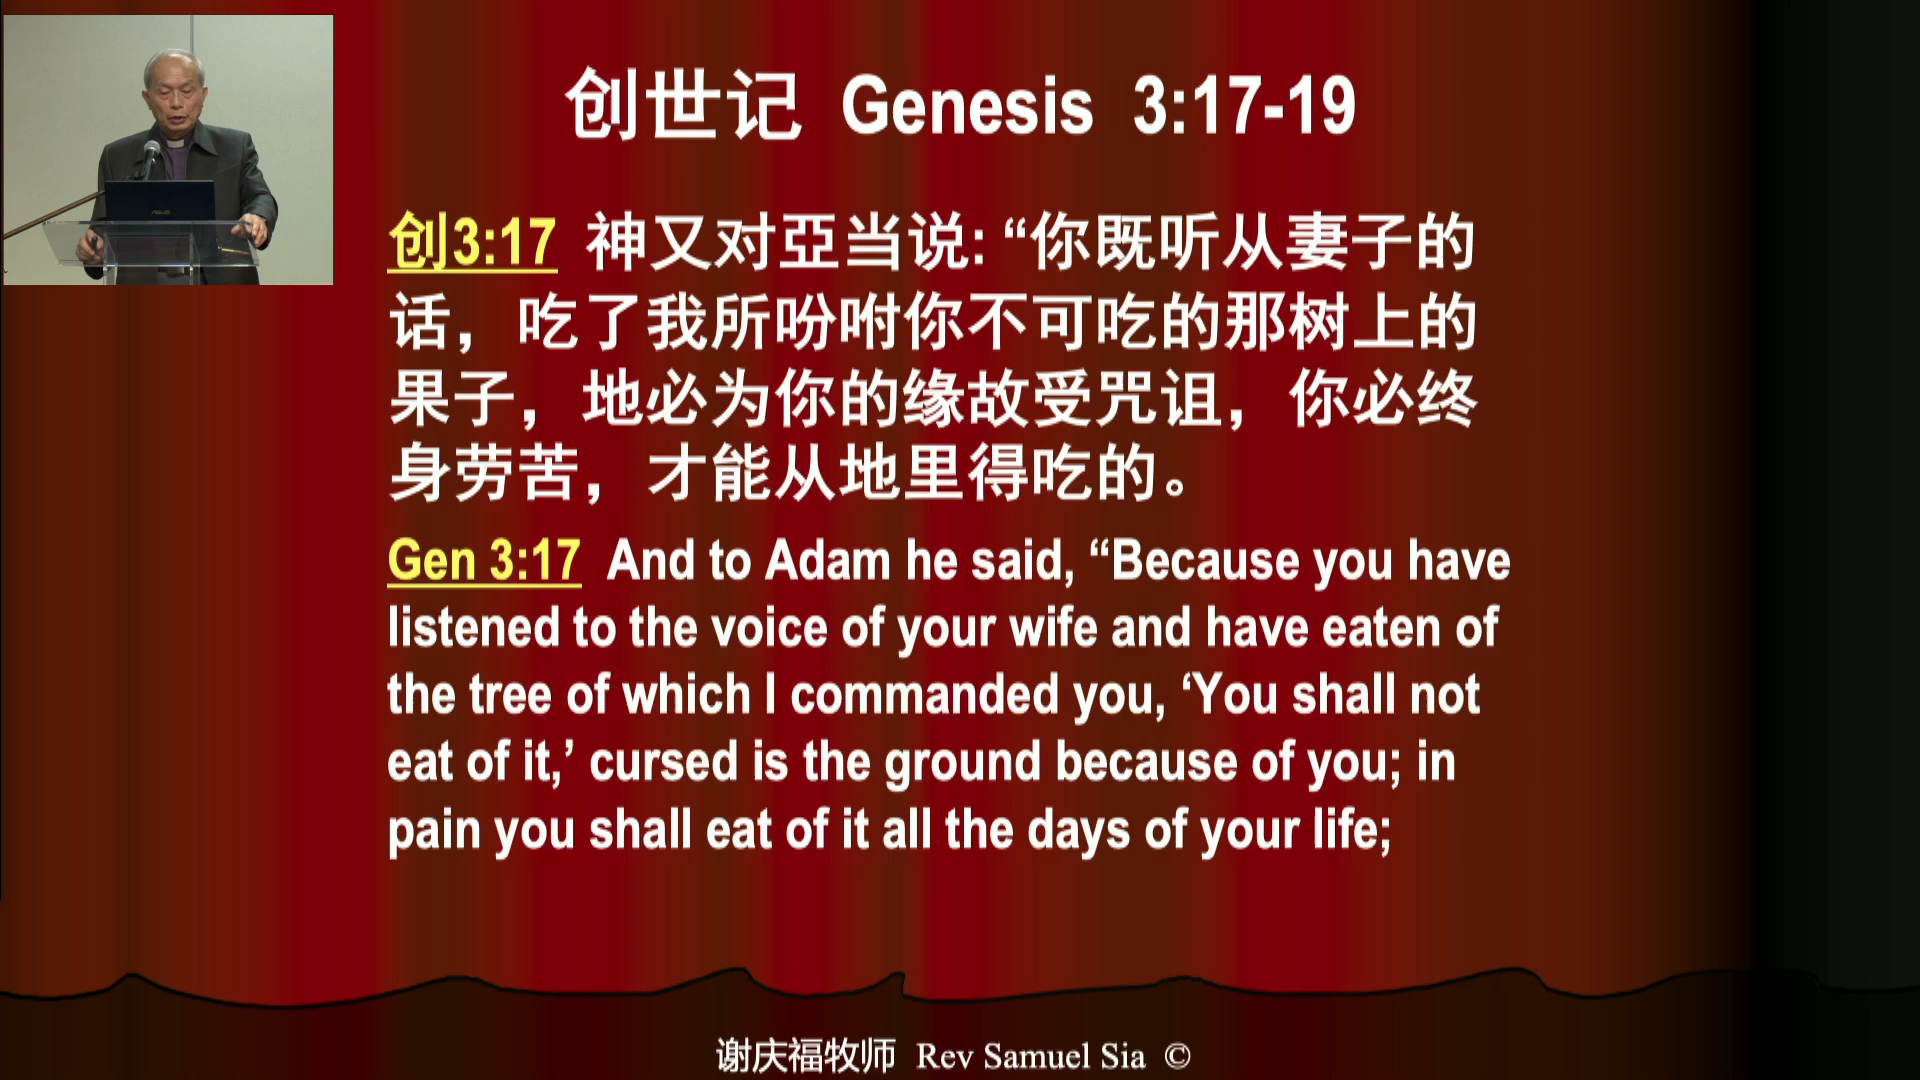 创世记 Genesis 3:17-19
创3:17 神又对亞当说: “你既听从妻子的
话，吃了我所吩咐你不可吃的那树上的
果子，地必为你的缘故受咒诅，你必终
身劳苦，才能从地里得吃的。
Gen 3:17 And to Adam he said, “Because you have
listened to the voice of your wife and have eaten of
the tree of which I commanded you, ‘You shall not
eat of it,’ cursed is the ground because of you; in
pain you shall eat of it all the days of your life;
谢庆福牧师 Rev Samuel Sia ©